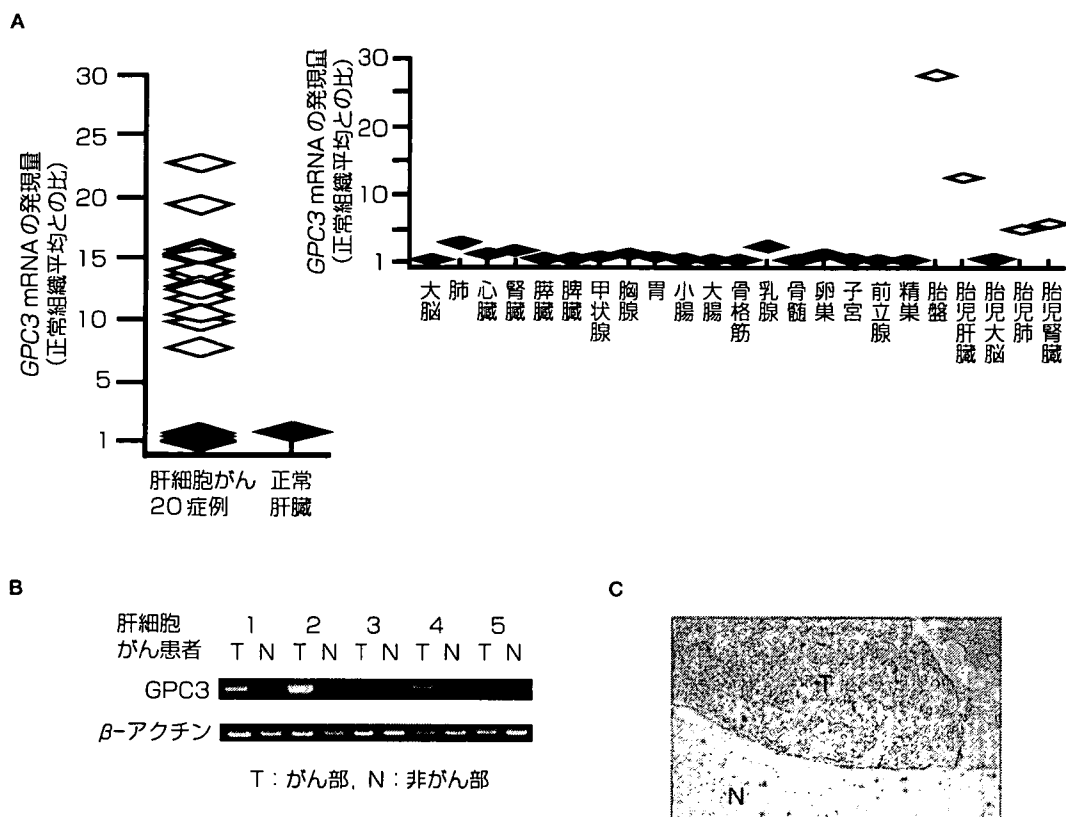 A
GPC3 mRNAの発現量
(正常組織平均との比)
30
25
20
15
10
5
1
肝細胞がん
20症例
正常
肝臓
GPC3 mRNAの発現量
(正常組織平均との比)
30
20
10
1
大脳
肺
心臓
腎臓
膵臓
脾臓
甲状腺
胸腺
胃
小腸
大腸
骨格筋
乳腺
骨髄
卵巣
子宮
前立腺
精巣
胎盤
胎児肝臓
胎児大脳
胎児肺
胎児腎臓
B
肝細胞 1 2 3 4 5
がん患者 T N T N T N T N T N
GPC3
β-アクチン
T:がん部, N:非がん部
C
T
N